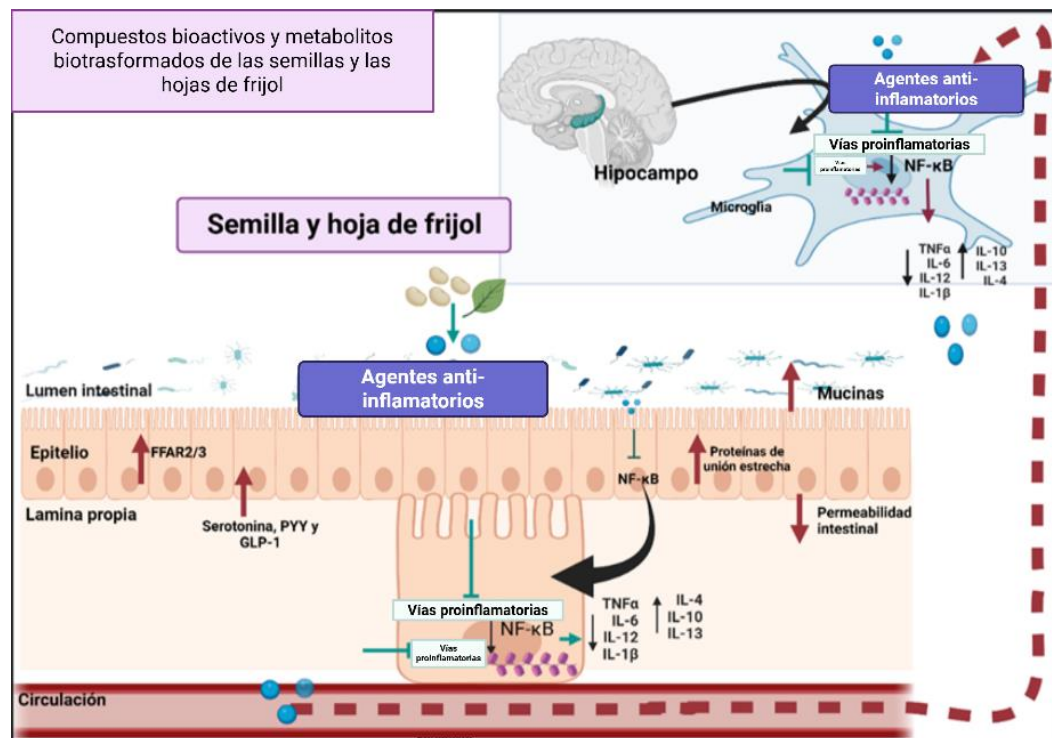 Compuestos bioactivos y metabolitos
biotrasformados de las semillas y las
hojas de frijol
Agentes anti-
inflamatorios
Vías proinflamatorias
Vías
proinflamatorias
NF-κB
Hipocampo
Microglia
TNFα
IL-6
IL-12
IL-1β
IL-10
IL-13
IL-4
Semilla y hoja de frijol
Agentes anti-
inflamatorios
Lumen intestinal
Mucinas
Epitelio
FFAR2/3
NF-κB
Proteínas de
unión estrecha
Lamina propia
Serotonina, PYY y
GLP-1
Permeabilidad
intestinal
Vías proinflamatorias
NF-κB
Vías
proinflamatorias
TNFα
IL-6
IL-12
IL-1β
IL-4
IL-10
IL-13
Circulación